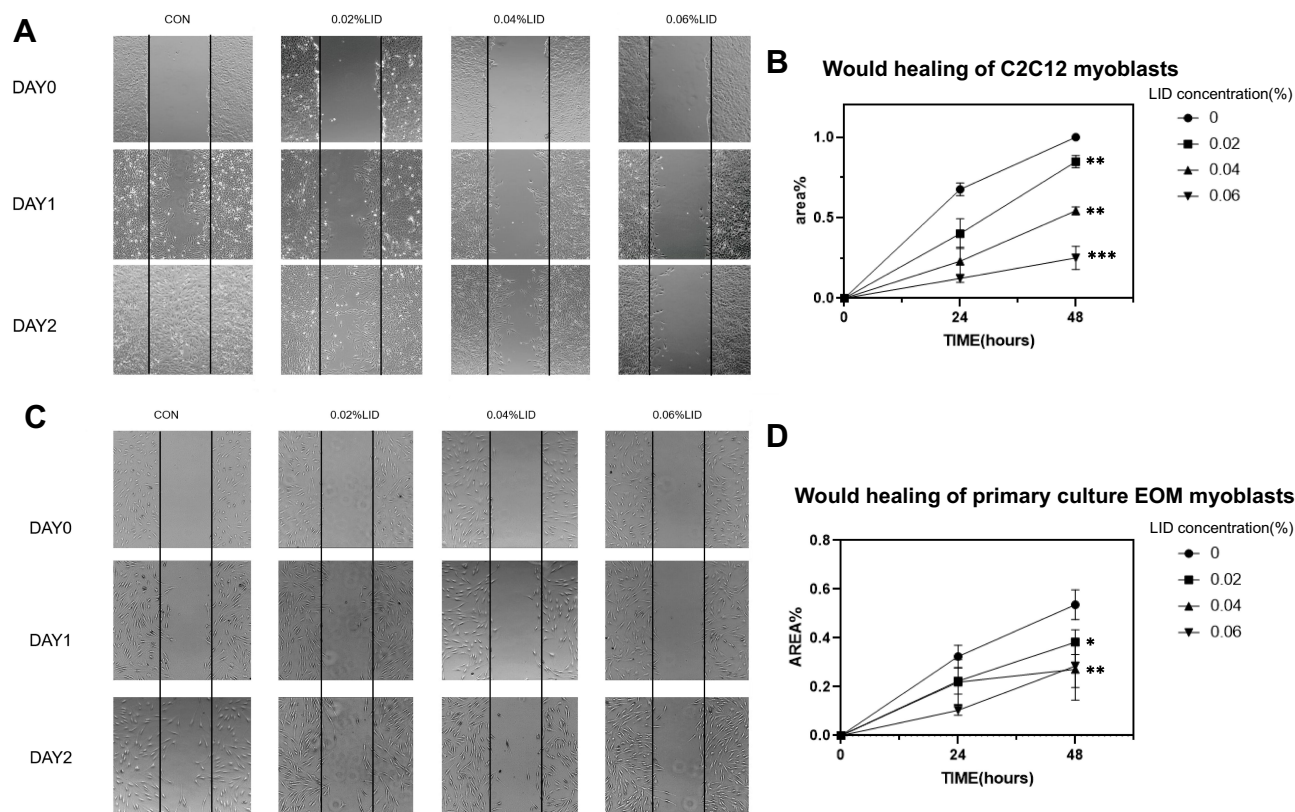 A
CON
0.02%LID
0.04%LID
0.06%LID
DAY0
DAY1
DAY2
B
Would healing of C2C12 myoblasts
LID concentration(%)
0
0.02
0.04
0.06
1.0
0.5
0.0
area%
0
24
48
TIME(hours)
**
**
***
C
CON
0.02%LID
0.04%LID
0.06%LID
DAY0
DAY1
DAY2
D
Would healing of primary culture EOM myoblasts
LID concentration(%)
0
0.02
0.04
0.06
0.8
0.6
0.4
0.2
0.0
AREA%
0
24
48
TIME(hours)
*
**